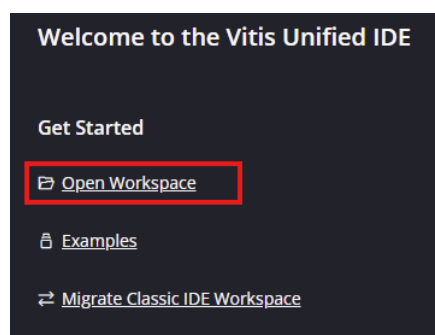 Welcome to the Vitis Unified IDE
Get Started
Open Workspace
Examples
Migrate Classic IDE Workspace